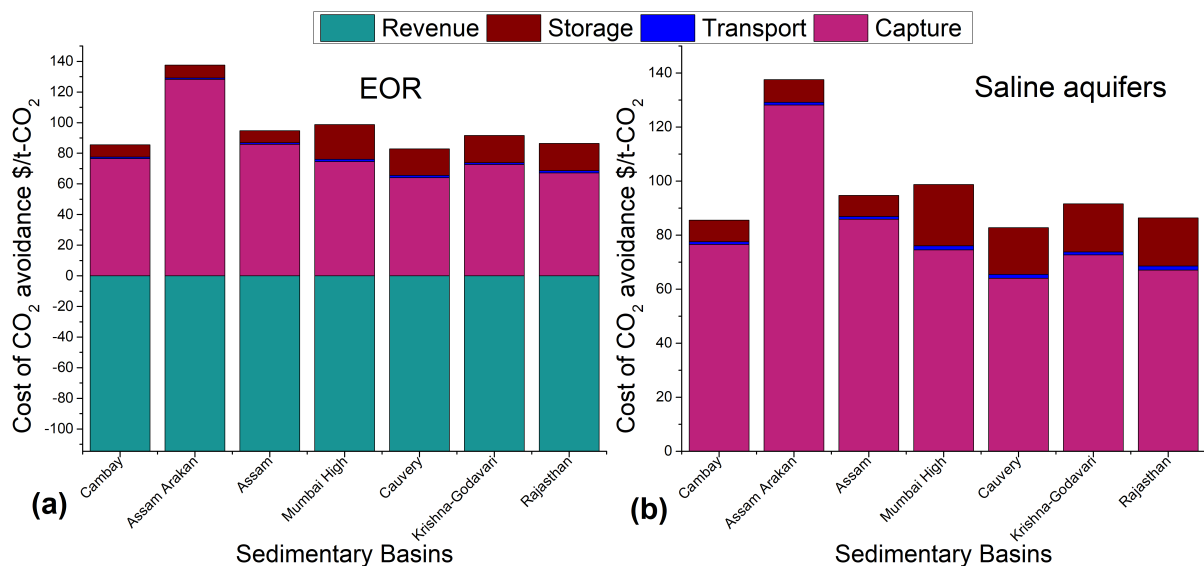 Revenue Storage Transport Capture
EOR
Cost of CO₂ avoidance $/t-CO₂
140
120
100
80
60
40
20
0
-20
-40
-60
-80
-100
Cambay
Assam Arakan
Assam
Mumbai High
Cauvery
Krishna-Godavari
Rajasthan
(a)
Sedimentary Basins
Saline aquifers
Cost of CO₂ avoidance $/t-CO₂
140
120
100
80
60
40
20
0
Cambay
Assam Arakan
Assam
Mumbai High
Cauvery
Krishna-Godavari
Rajasthan
(b)
Sedimentary Basins